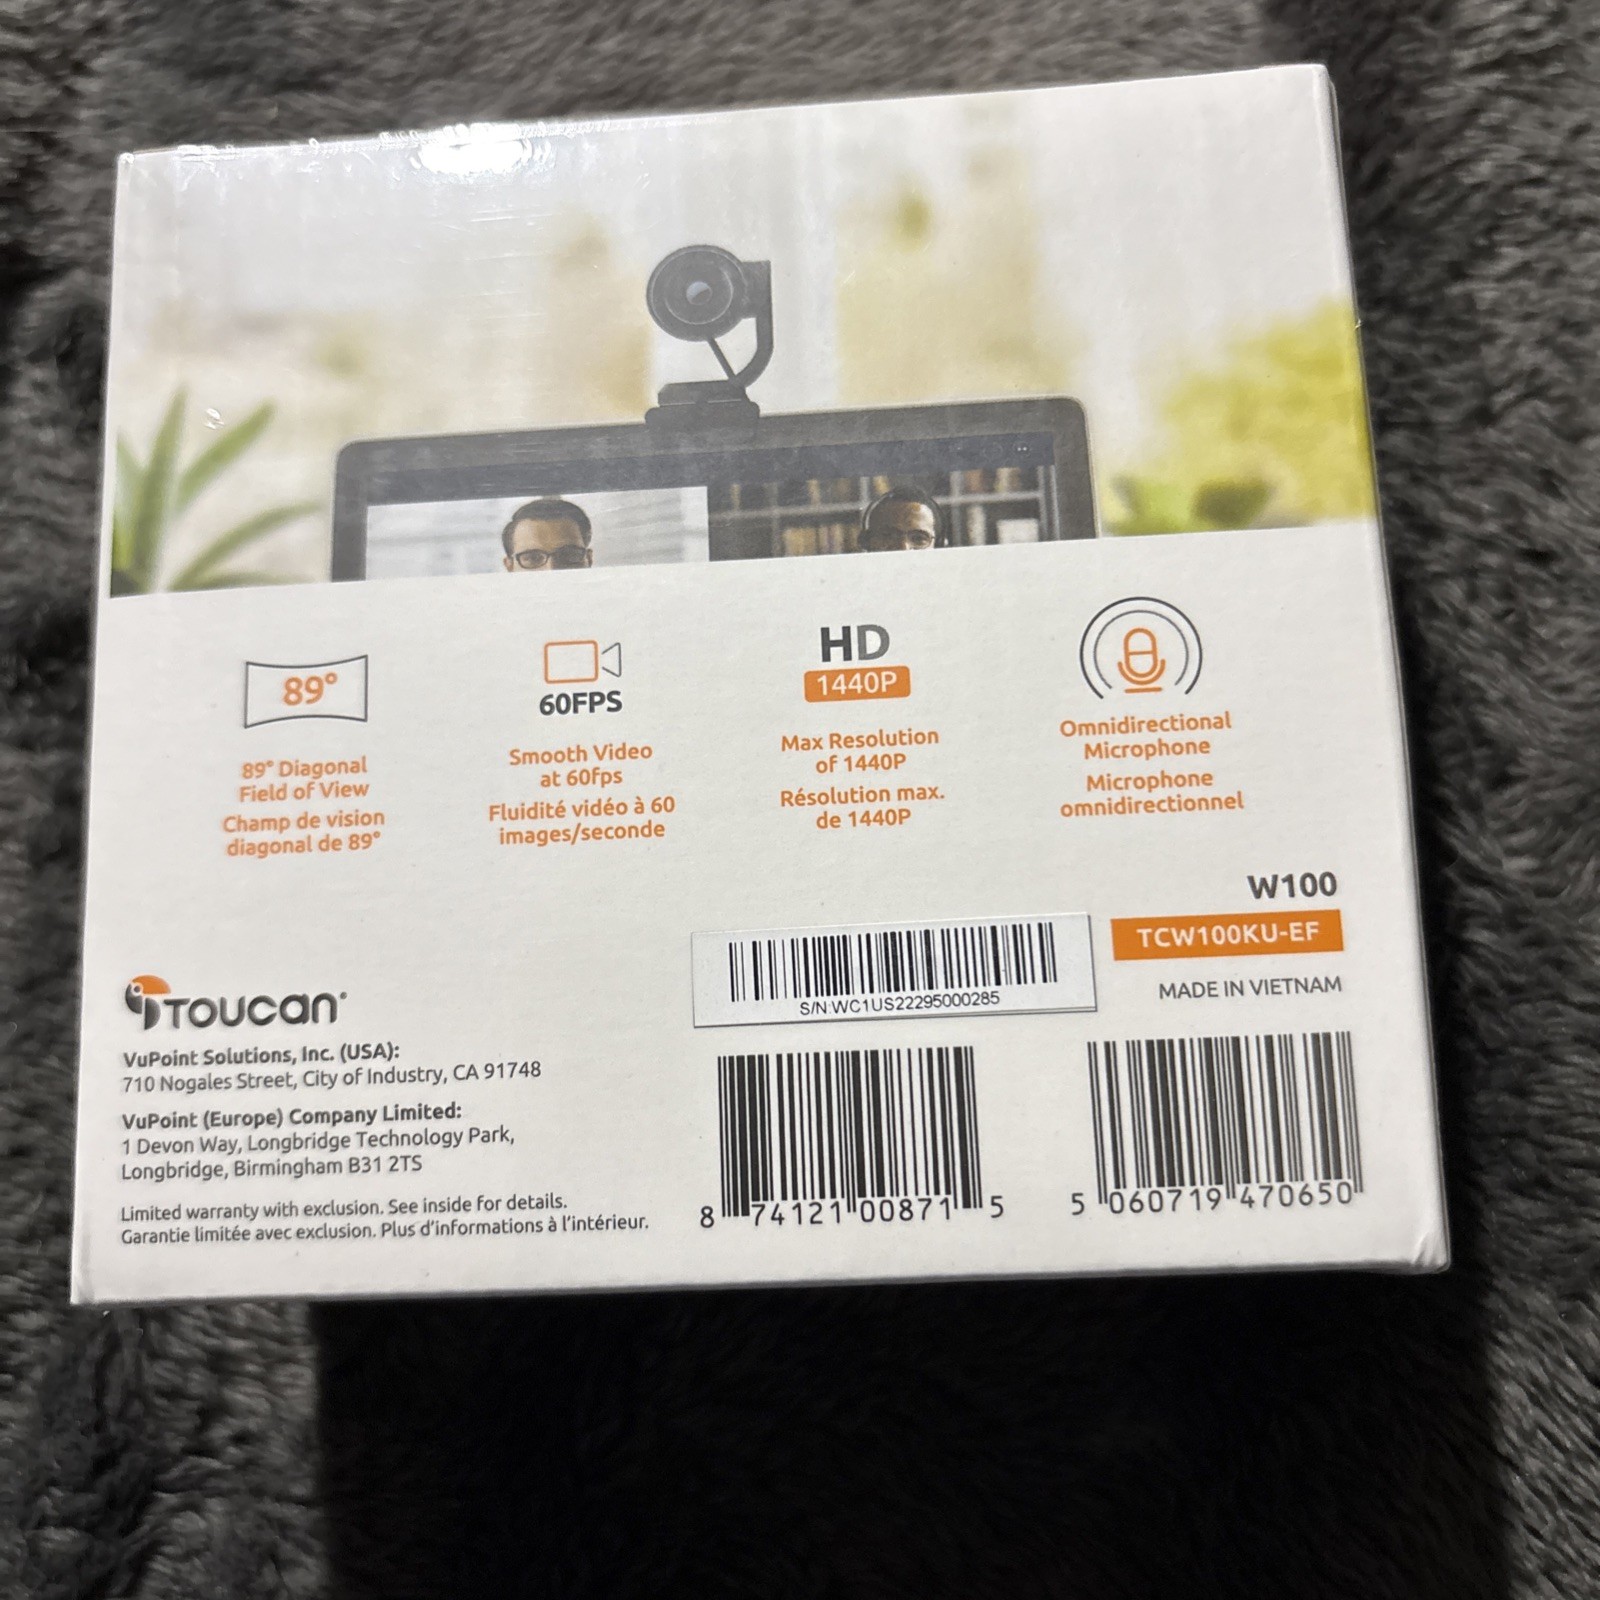 89°
89° Diagonal
Field of View
Champ de vision
diagonal de 89°
60FPS
Smooth Video
at 60fps
Fluidité vidéo à 60
images/seconde
HD
1440P
Max Resolution
of 1440P
Résolution max.
de 1440P
Omnidirectional
Microphone
Microphone
omnidirectionnel
W100
TCW100KU-EF
MADE IN VIETNAM
S/N:WC1US22295000285
TOUCAN
VuPoint Solutions, Inc. (USA):
710 Nogales Street, City of Industry, CA 91748
VuPoint (Europe) Company Limited:
1 Devon Way, Longbridge Technology Park,
Longbridge, Birmingham B31 2TS
Limited warranty with exclusion. See inside for details.
Garantie limitée avec exclusion. Plus d'informations à l'intérieur.
8 74121 00871 5
5 060719 470650